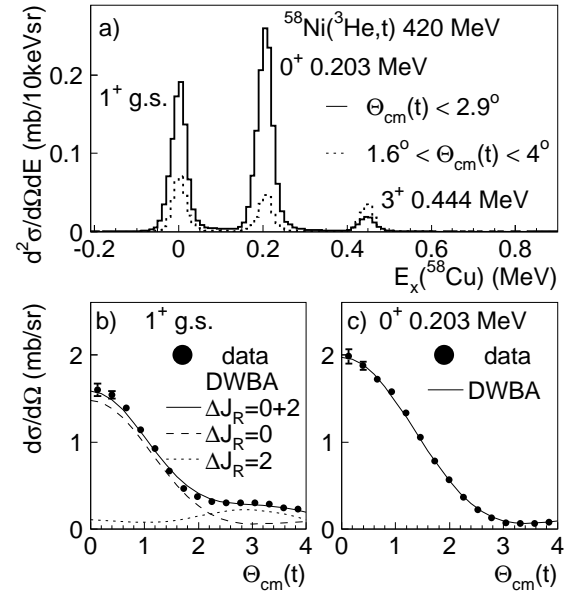 a)
⁵⁸Ni(³He,t) 420 MeV
0⁺ 0.203 MeV
1⁺ g.s.
Θcm(t) < 2.9°
1.6° < Θcm(t) < 4°
3⁺ 0.444 MeV
d²σ/dΩdE (mb/10keVsr)
0.2
0.1
0
-0.2 0 0.2 0.4 0.6 0.8
Eₓ(⁵⁸Cu) (MeV)
b) 1⁺ g.s.
data
DWBA
ΔJR=0+2
ΔJR=0
ΔJR=2
dσ/dΩ (mb/sr)
2
1
0
0 1 2 3 4
Θcm(t)
c) 0⁺ 0.203 MeV
data
DWBA
0 1 2 3 4
Θcm(t)